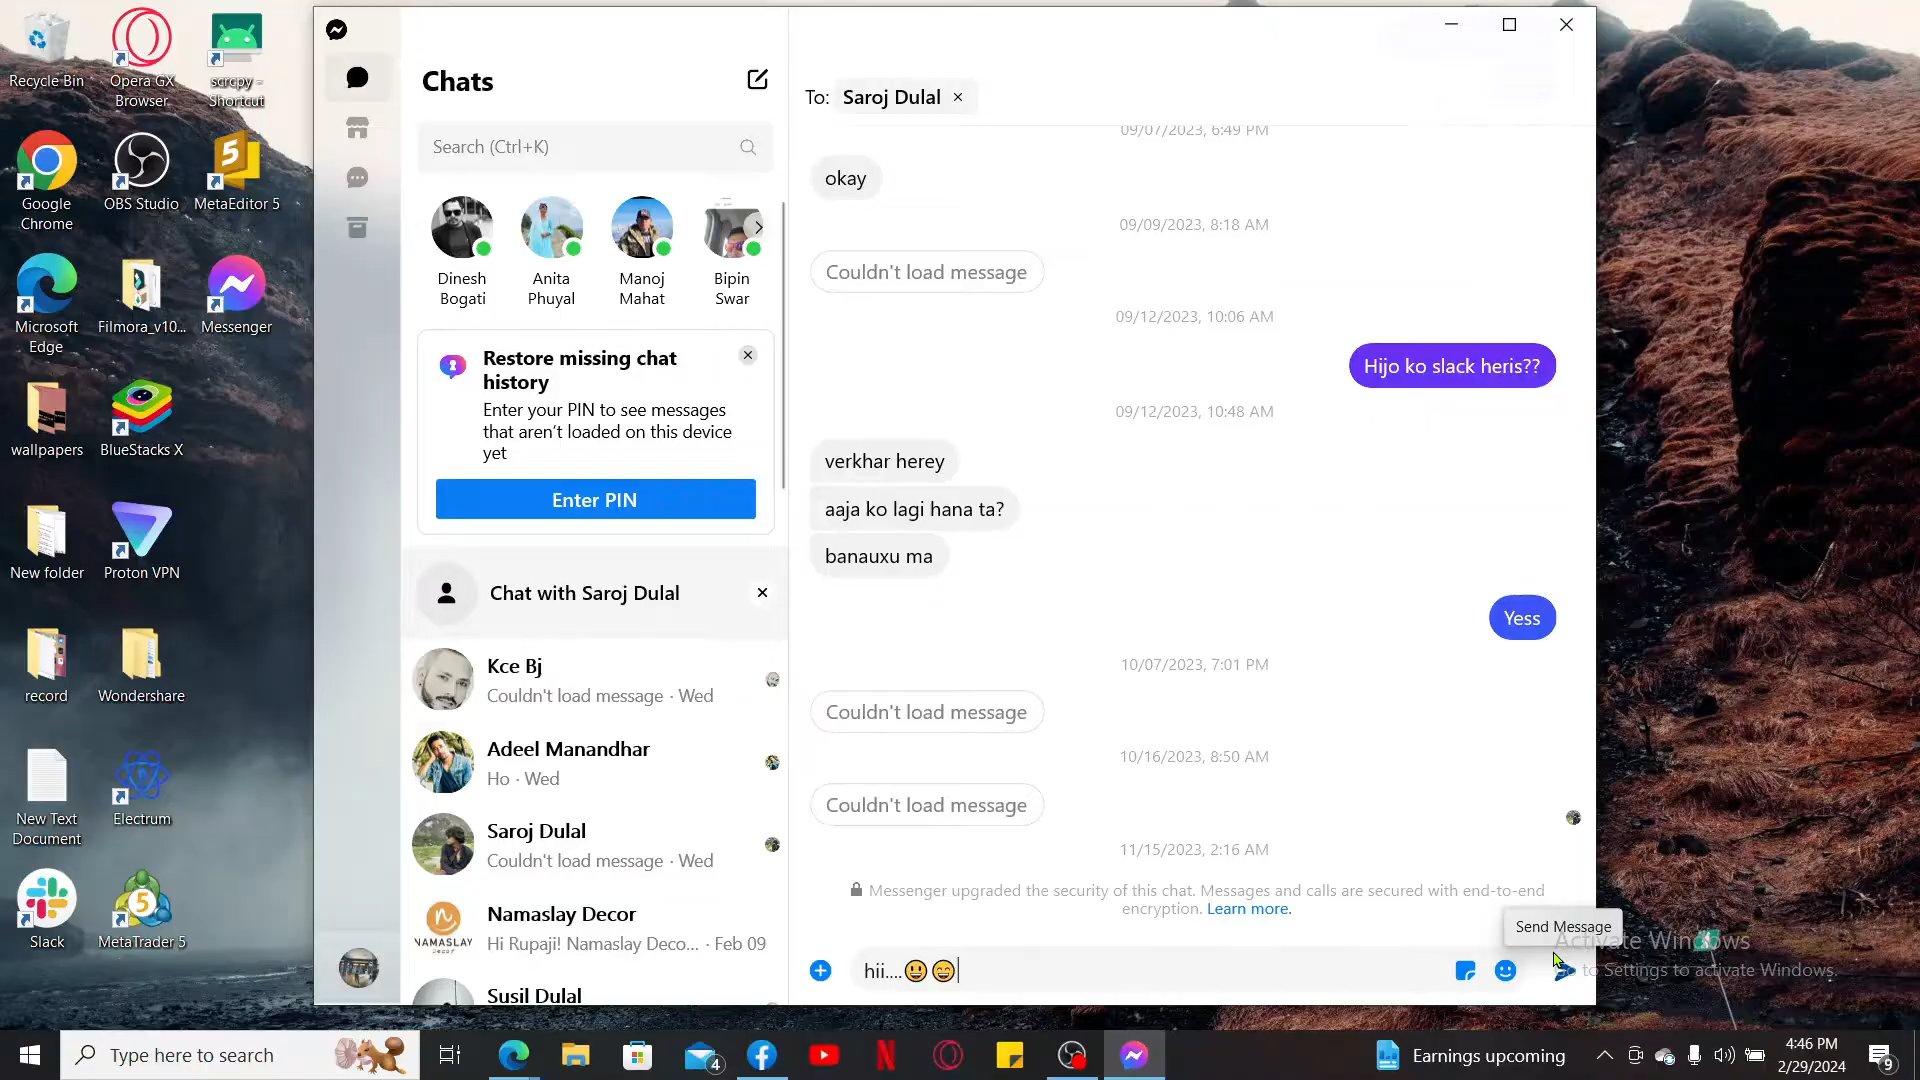 Recycle Bin
Opera GX
Browser
scrcpy -
Shortcut
Google
Chrome
OBS Studio
MetaEditor 5
Microsoft
Edge
Filmora_v10...
Messenger
wallpapers
BlueStacks X
New folder
Proton VPN
record
Wondershare
New Text
Document
Electrum
Slack
MetaTrader 5
Chats
Search (Ctrl+K)
Dinesh
Bogati
Anita
Phuyal
Manoj
Mahat
Bipin
Swar
Restore missing chat
history
Enter your PIN to see messages
that aren't loaded on this device
yet
Enter PIN
Chat with Saroj Dulal
Kce Bj
Couldn't load message · Wed
Adeel Manandhar
Ho · Wed
Saroj Dulal
Couldn't load message · Wed
NAMASLAY
Namaslay Decor
Hi Rupaji! Namaslay Deco... · Feb 09
Susil Dulal
To: Saroj Dulal
09/07/2023, 6:49 PM
okay
09/09/2023, 8:18 AM
Couldn't load message
09/12/2023, 10:06 AM
Hijo ko slack heris??
09/12/2023, 10:48 AM
verkhar herey
aaja ko lagi hana ta?
banauxu ma
Yess
10/07/2023, 7:01 PM
Couldn't load message
10/16/2023, 8:50 AM
Couldn't load message
11/15/2023, 2:16 AM
Messenger upgraded the security of this chat. Messages and calls are secured with end-to-end
encryption. Learn more.
Send Message
hii....😃😄
Activate Windows
Go to Settings to activate Windows.
Type here to search
4
Earnings upcoming
4:46 PM
2/29/2024
9